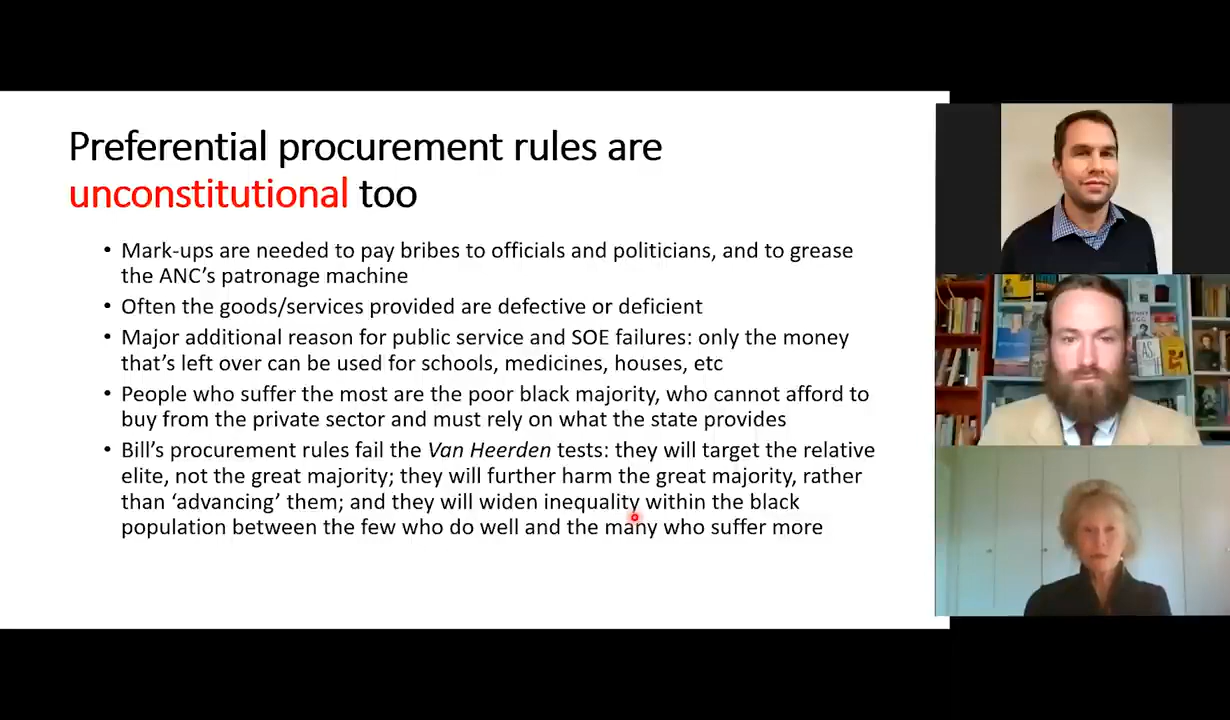 Preferential procurement rules are
unconstitutional too
• Mark-ups are needed to pay bribes to officials and politicians, and to grease
the ANC’s patronage machine
• Often the goods/services provided are defective or deficient
• Major additional reason for public service and SOE failures: only the money
that’s left over can be used for schools, medicines, houses, etc
• People who suffer the most are the poor black majority, who cannot afford to
buy from the private sector and must rely on what the state provides
• Bill’s procurement rules fail the Van Heerden tests: they will target the relative
elite, not the great majority; they will further harm the great majority, rather
than ‘advancing’ them; and they will widen inequality within the black
population between the few who do well and the many who suffer more